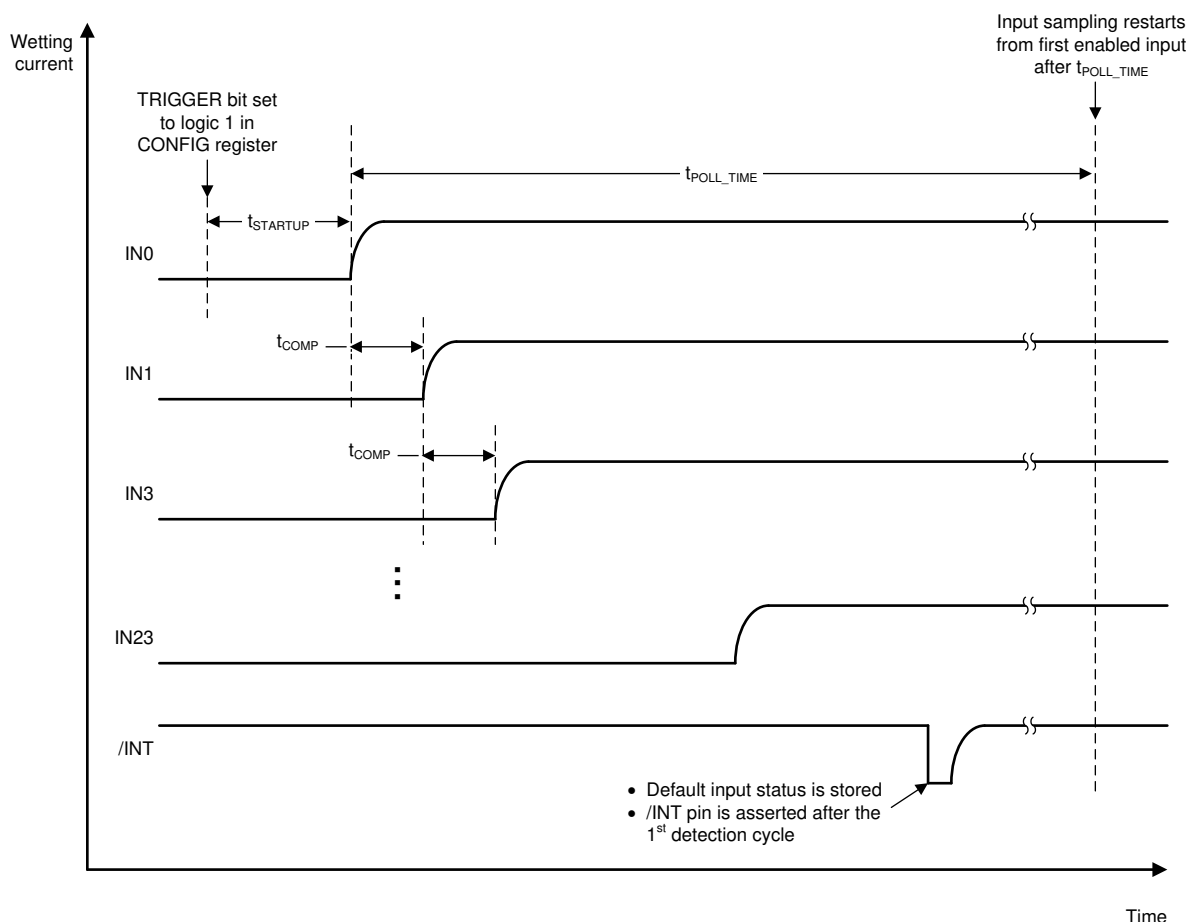 Wetting
current
Input sampling restarts
from first enabled input
after tPOLL_TIME
TRIGGER bit set
to logic 1 in
CONFIG register
tPOLL_TIME
tSTARTUP
IN0
tCOMP
IN1
tCOMP
IN3
IN23
/INT
• Default input status is stored
• /INT pin is asserted after the
1st detection cycle
Time